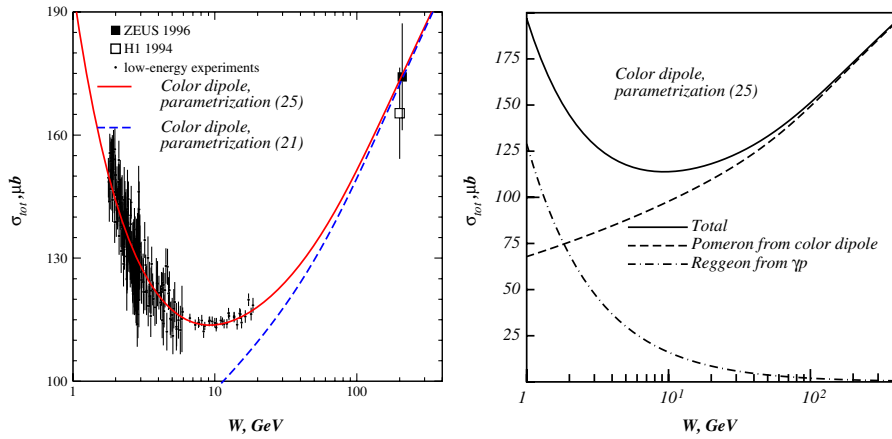 190
160
130
100
σtot ,μb
ZEUS 1996
H1 1994
low-energy experiments
Color dipole,
parametrization (25)
Color dipole,
parametrization (21)
1
10
100
W, GeV
175
150
125
100
75
50
25
σtot ,μb
Color dipole,
parametrization (25)
Total
Pomeron from color dipole
Reggeon from γp
1
10¹
10²
W, GeV